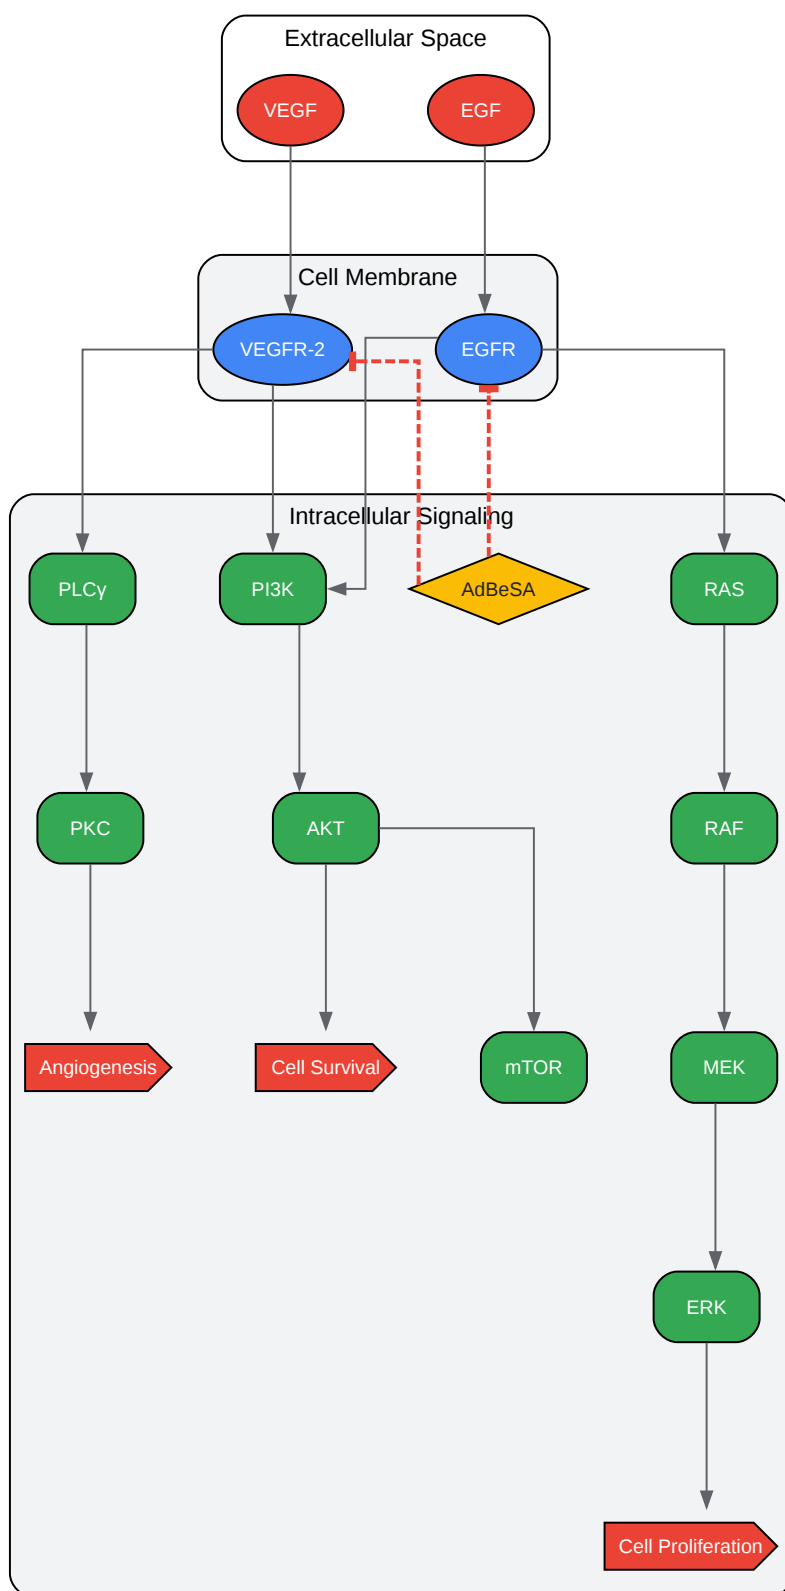 Extracellular Space
VEGF
EGF
Cell Membrane
VEGFR-2
EGFR
Intracellular Signaling
PLCγ
PI3K
AdBeSA
RAS
PKC
AKT
RAF
Angiogenesis
Cell Survival
mTOR
MEK
ERK
Cell Proliferation